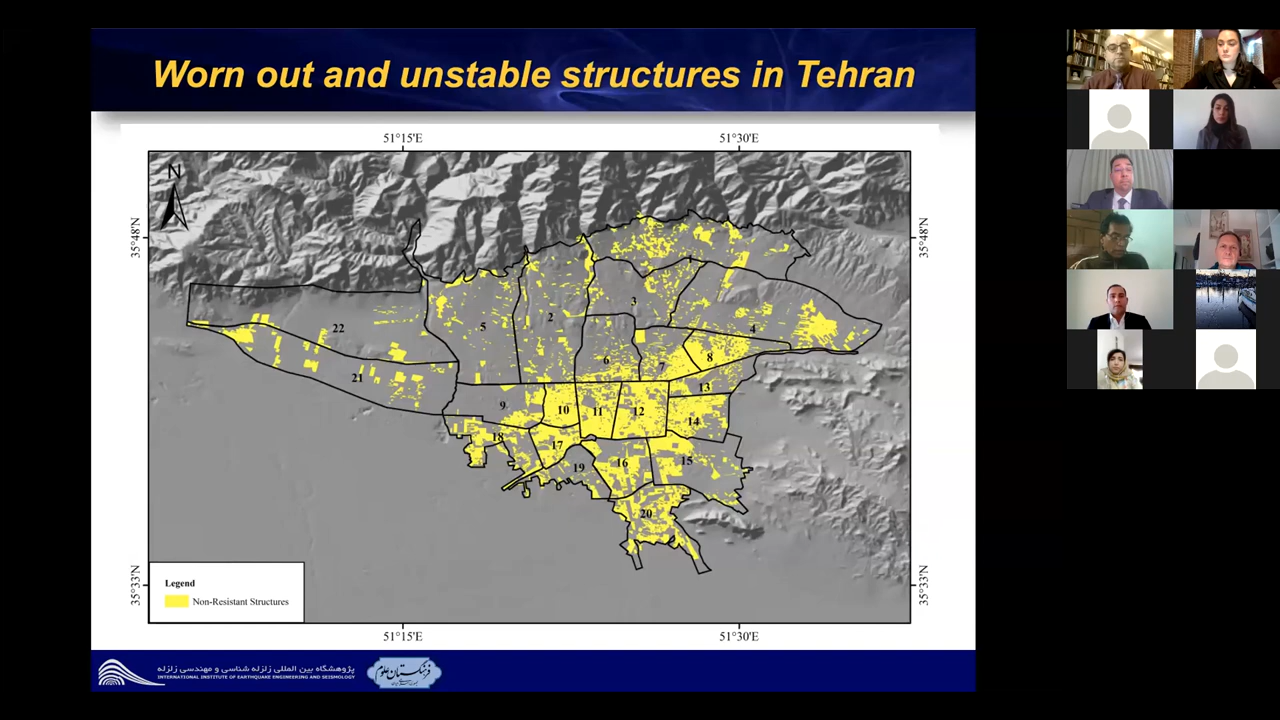 Worn out and unstable structures in Tehran
51°15'E
51°30'E
N
35°48'N
35°48'N
3
4
22
5
2
6
7
8
21
13
9
10
11
12
14
18
17
16
15
19
20
Legend
Non-Resistant Structures
35°33'N
35°33'N
51°15'E
51°30'E
پژوهشگاه بین المللی زلزله شناسی و مهندسی زلزله
INTERNATIONAL INSTITUTE OF EARTHQUAKE ENGINEERING AND SEISMOLOGY
فرهنگستان علوم